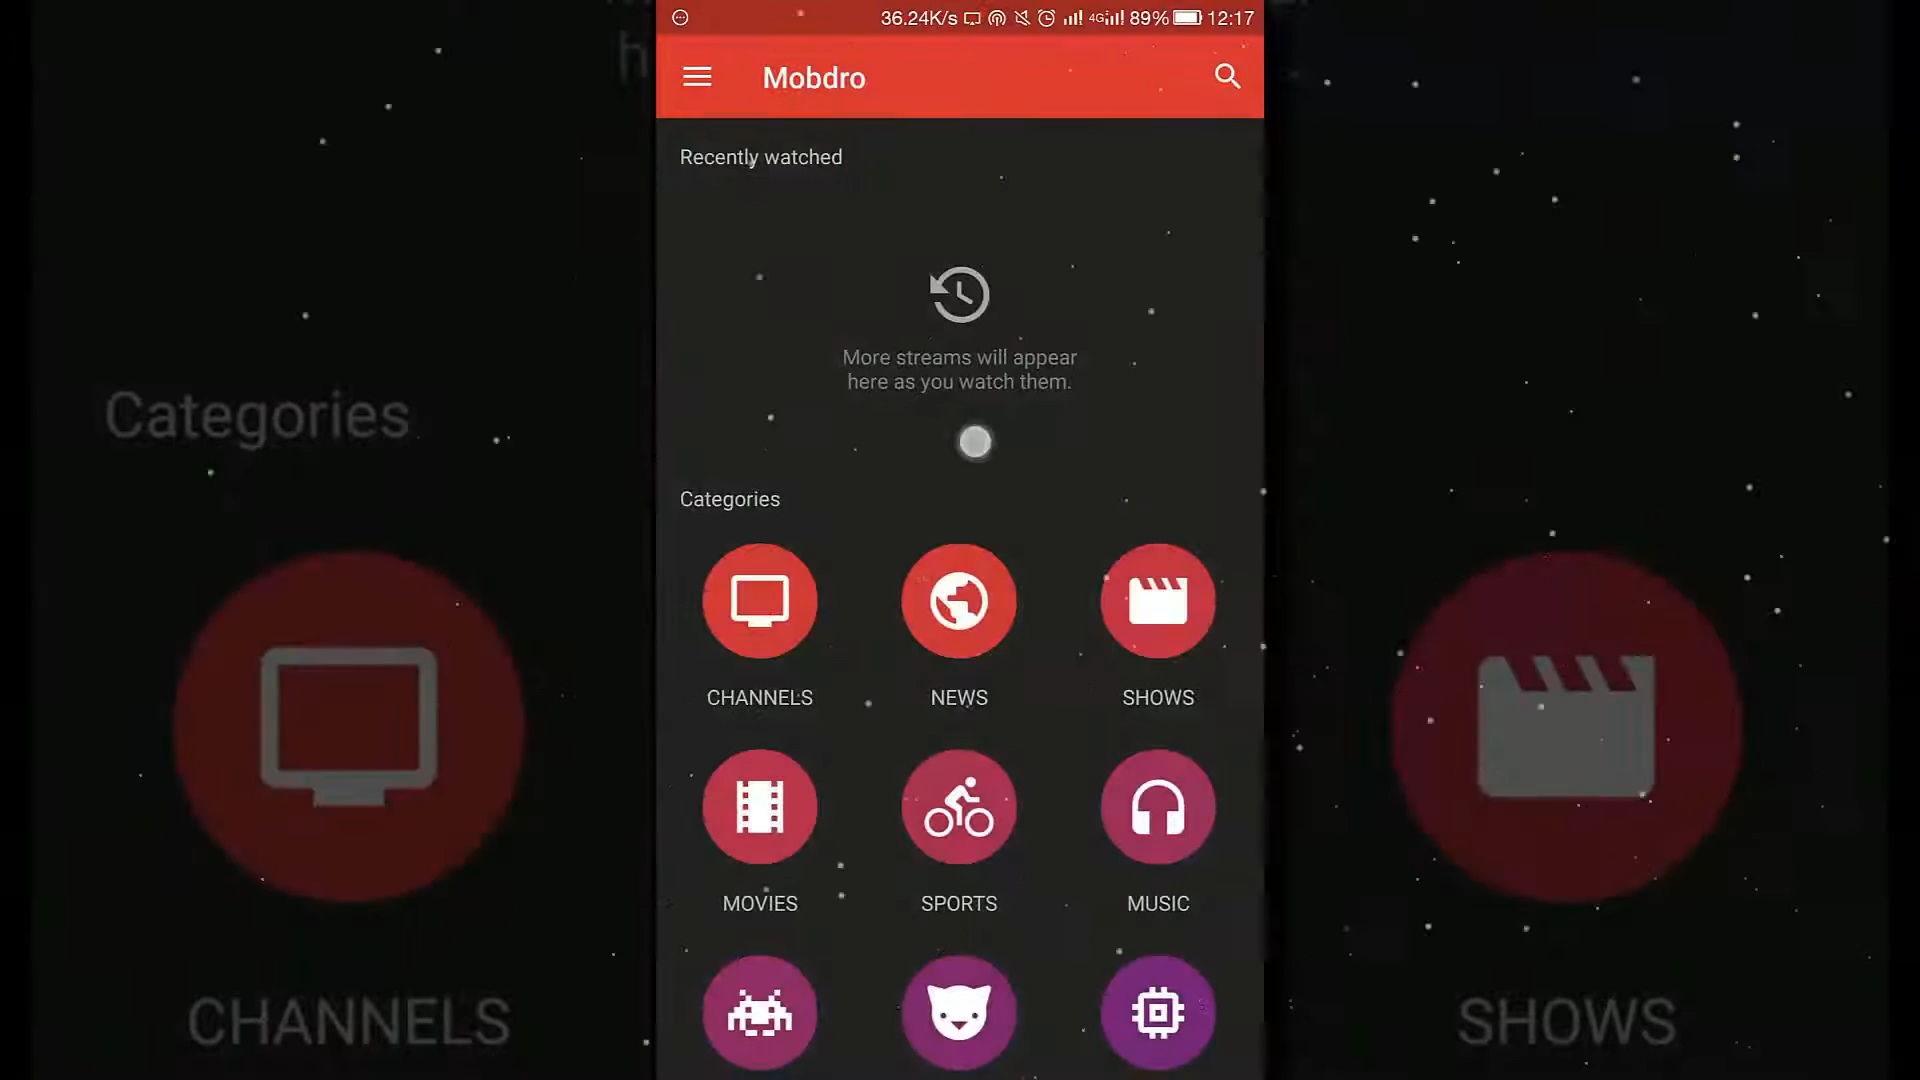 36.24K/s 4G 89% 12:17
Mobdro
Recently watched
More streams will appear
here as you watch them.
Categories
CHANNELS NEWS SHOWS
MOVIES SPORTS MUSIC
Categories
CHANNELS
SHOWS